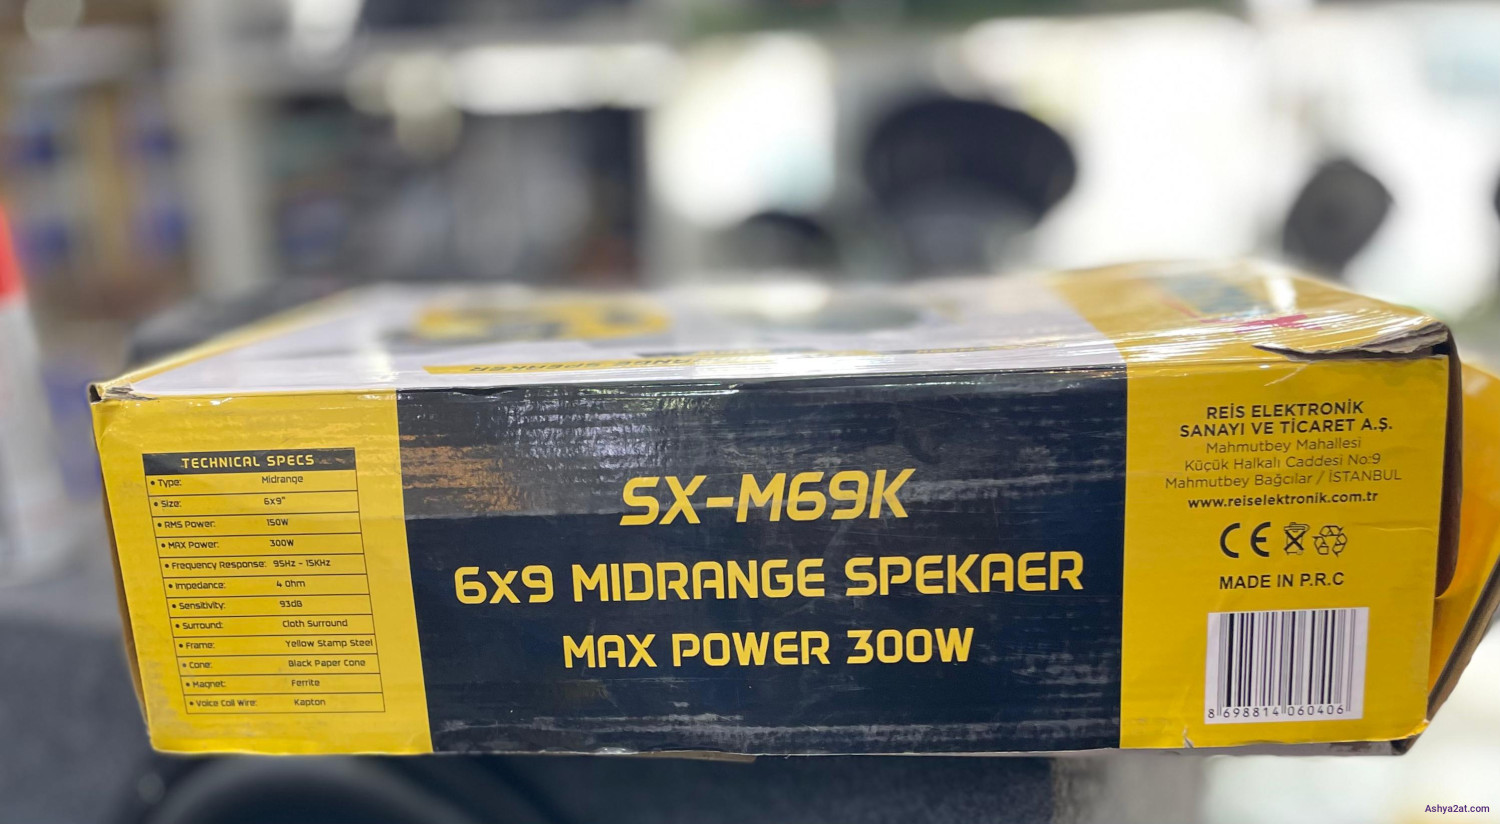 TECHNICAL SPECS
• Type: Midrange
• Size: 6x9"
• RMS Power: 150W
• MAX Power: 300W
• Frequency Response: 95Hz - 15KHz
• Impedance: 4 Ohm
• Sensitivity: 93dB
• Surround: Cloth Surround
• Frame: Yellow Stamp Steel
• Cone: Black Paper Cone
• Magnet: Ferrite
• Voice Coil Wire: Kapton
SX-M69K
6x9 MIDRANGE SPEKAER
MAX POWER 300W
REİS ELEKTRONİK
SANAYI VE TİCARET A.Ş.
Mahmutbey Mahallesi
Küçük Halkalı Caddesi No:9
Mahmutbey Bağcılar / İSTANBUL
www.reiselektronik.com.tr
CE
MADE IN P.R.C
8 698814 060406
Ashya2at.com